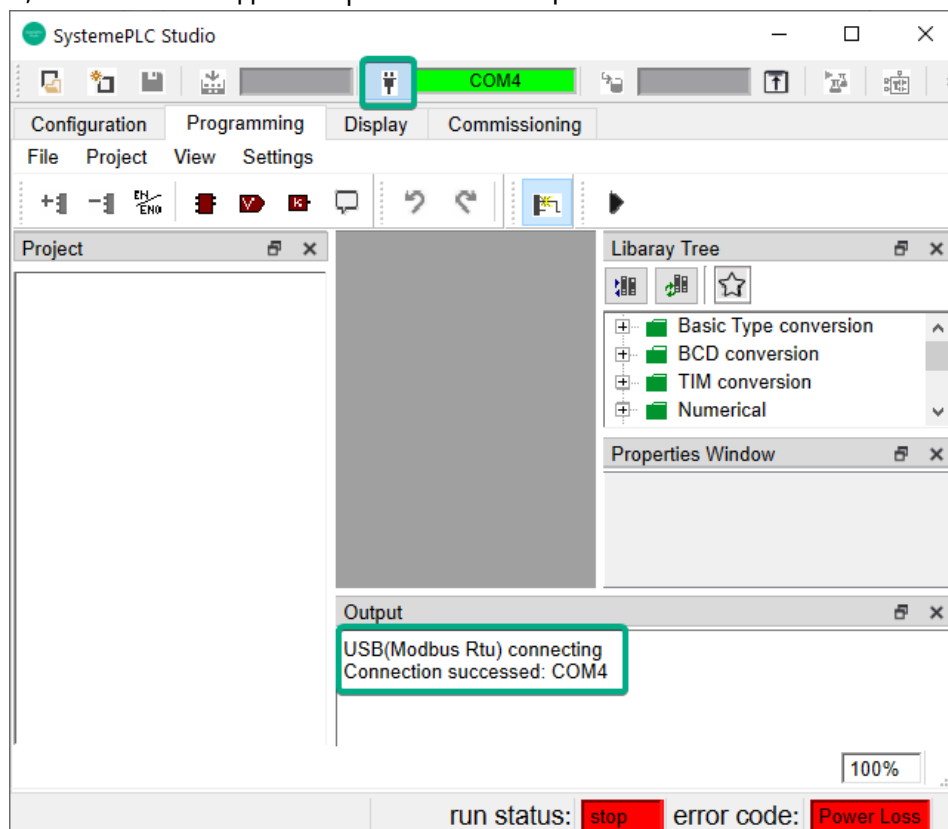 SystemePLC Studio
COM4
Configuration Programming Display Commissioning
File Project View Settings
EN/ENO
V
K
Project
Libaray Tree
Basic Type conversion
BCD conversion
TIM conversion
Numerical
Properties Window
Output
USB(Modbus Rtu) connecting
Connection successed: COM4
100%
run status: stop error code: Power Loss